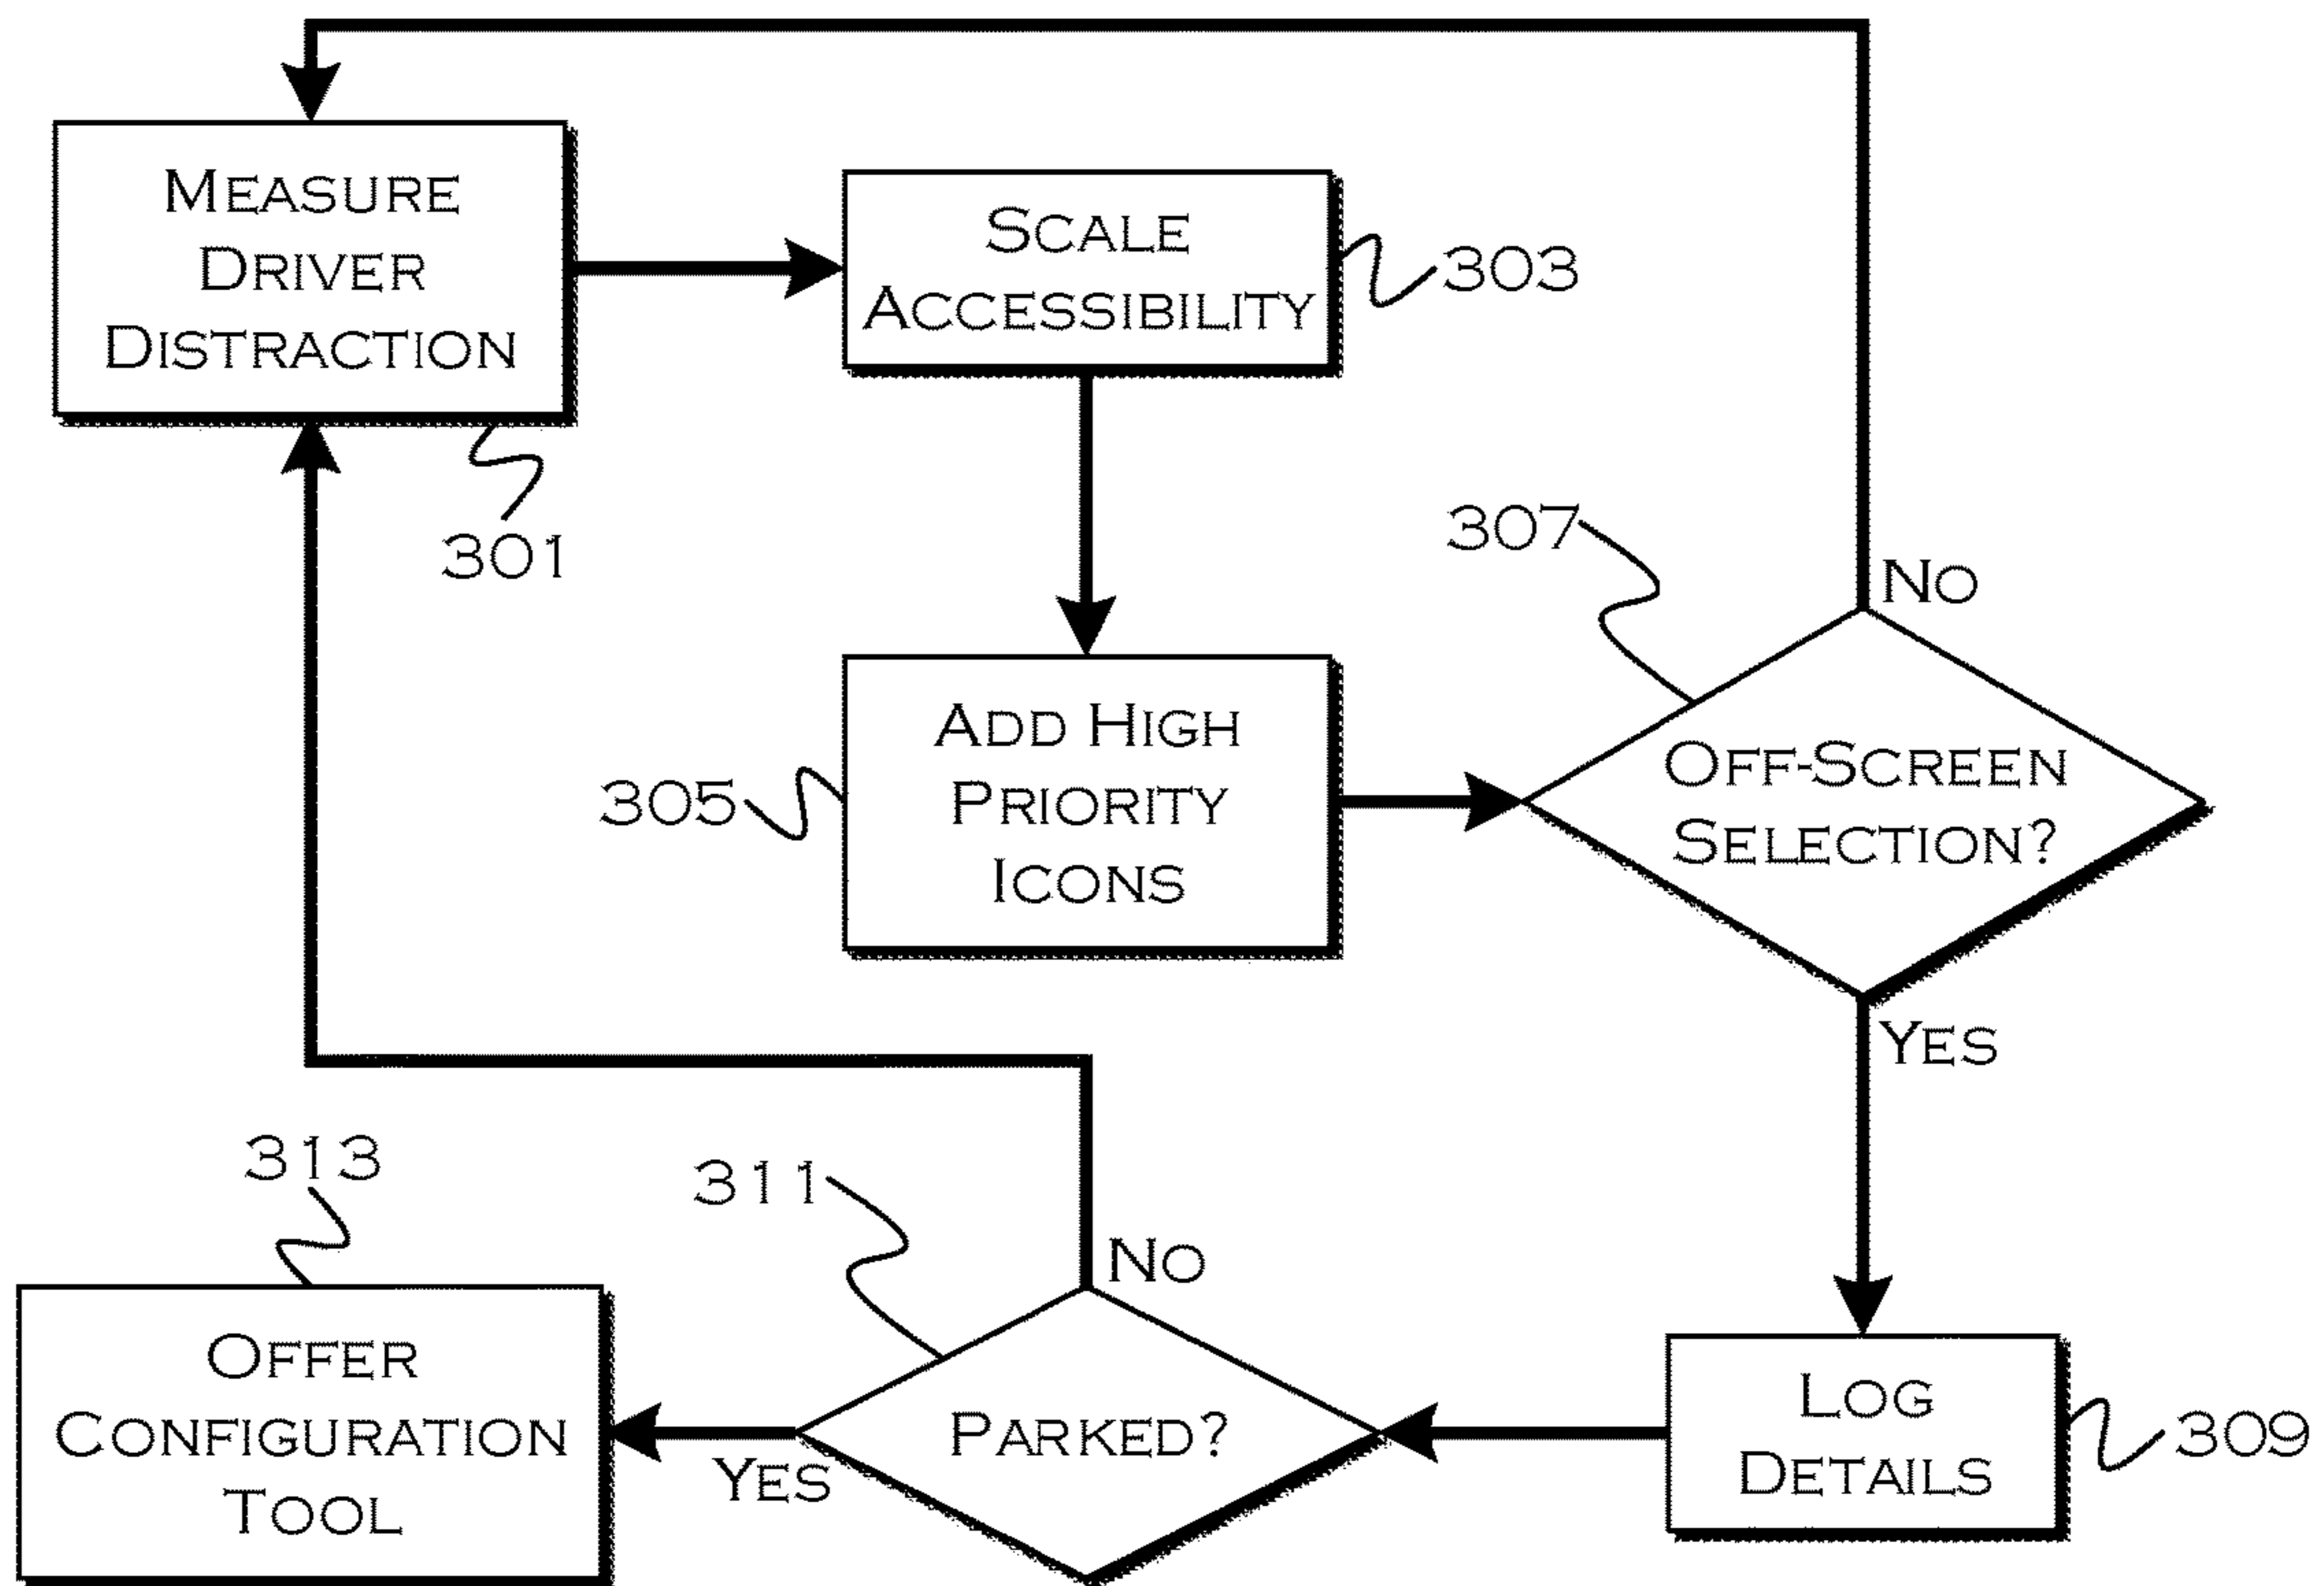 MEASURE
DRIVER
DISTRACTION
301
SCALE
ACCESSIBILITY
303
ADD HIGH
PRIORITY
ICONS
305
307
NO
OFF-SCREEN
SELECTION?
YES
LOG
DETAILS
309
311
NO
PARKED?
YES
313
OFFER
CONFIGURATION
TOOL